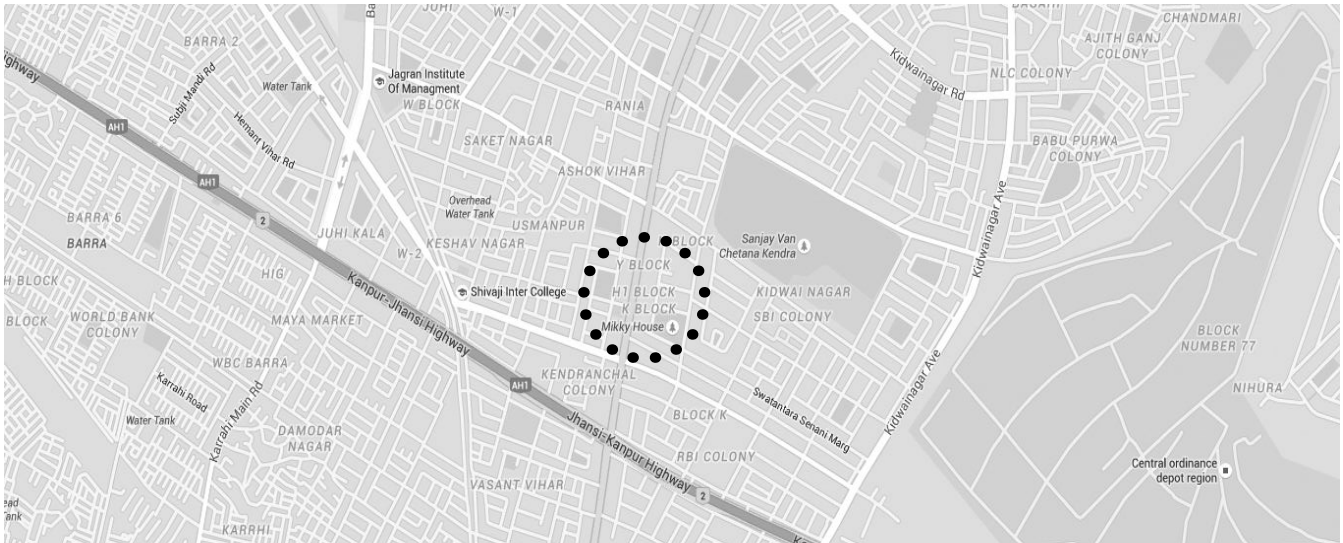 JUHI
W-1
BASAHI
CHANDMARI
BARRA 2
Jagran Institute
Of Managment
W BLOCK
Water Tank
Subji Mandi Rd
Hemant Vihar Rd
Kidwainagar Rd
AJITH GANJ
COLONY
NLC COLONY
RANIA
SAKET NAGAR
BABU PURWA
COLONY
AH1
ASHOK VIHAR
AH1
Overhead
Water Tank
2
BARRA 6
BARRA
JUHI KALA
W-2
USMANPUR
KESHAV NAGAR
BLOCK
Sanjay Van
Chetana Kendra
Kidwainagar Ave
Y BLOCK
HIG
H BLOCK
Shivaji Inter College
H1 BLOCK
K BLOCK
KIDWAI NAGAR
SBI COLONY
BLOCK
WORLD BANK
COLONY
MAYA MARKET
Kanpur-Jhansi Highway
Mikky House
BLOCK
NUMBER 77
WBC BARRA
KENDRANCHAL
COLONY
AH1
Kidwainagar Ave
NIHURA
Karrahi Road
Karrahi Main Rd
Water Tank
DAMODAR
NAGAR
Jhansi-Kanpur Highway
BLOCK K
Swatantara Senani Marg
RBI COLONY
Central ordinance
depot region
VASANT VIHAR
2
KARRHI